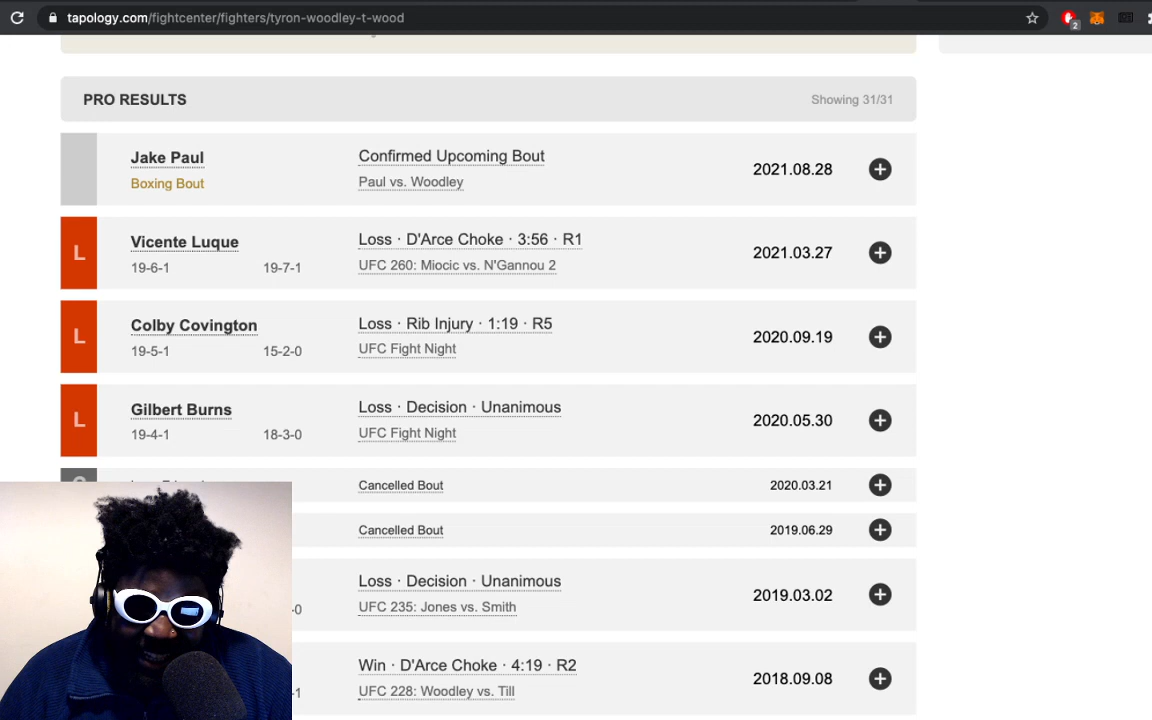 tapology.com/fightcenter/fighters/tyron-woodley-t-wood
2
PRO RESULTS
Showing 31/31
Jake Paul
Boxing Bout
Confirmed Upcoming Bout
Paul vs. Woodley
2021.08.28
L
Vicente Luque
19-6-1 19-7-1
Loss · D'Arce Choke · 3:56 · R1
UFC 260: Miocic vs. N'Gannou 2
2021.03.27
L
Colby Covington
19-5-1 15-2-0
Loss · Rib Injury · 1:19 · R5
UFC Fight Night
2020.09.19
L
Gilbert Burns
19-4-1 18-3-0
Loss · Decision · Unanimous
UFC Fight Night
2020.05.30
Cancelled Bout
2020.03.21
Cancelled Bout
2019.06.29
-0
Loss · Decision · Unanimous
UFC 235: Jones vs. Smith
2019.03.02
-1
Win · D'Arce Choke · 4:19 · R2
UFC 228: Woodley vs. Till
2018.09.08